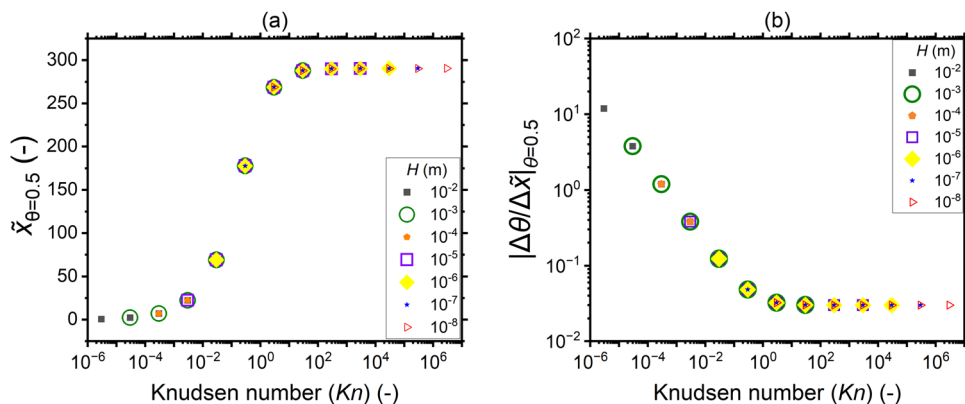 (a)
300
250
200
150
100
50
0
x̃θ=0.5 (-)
H (m)
10⁻²
10⁻³
10⁻⁴
10⁻⁵
10⁻⁶
10⁻⁷
10⁻⁸
10⁻⁶ 10⁻⁴ 10⁻² 10⁰ 10² 10⁴ 10⁶
Knudsen number (Kn) (-)
(b)
10²
10¹
10⁰
10⁻¹
10⁻²
|Δθ/Δx̃|θ=0.5
H (m)
10⁻²
10⁻³
10⁻⁴
10⁻⁵
10⁻⁶
10⁻⁷
10⁻⁸
10⁻⁶ 10⁻⁴ 10⁻² 10⁰ 10² 10⁴ 10⁶
Knudsen number (Kn) (-)